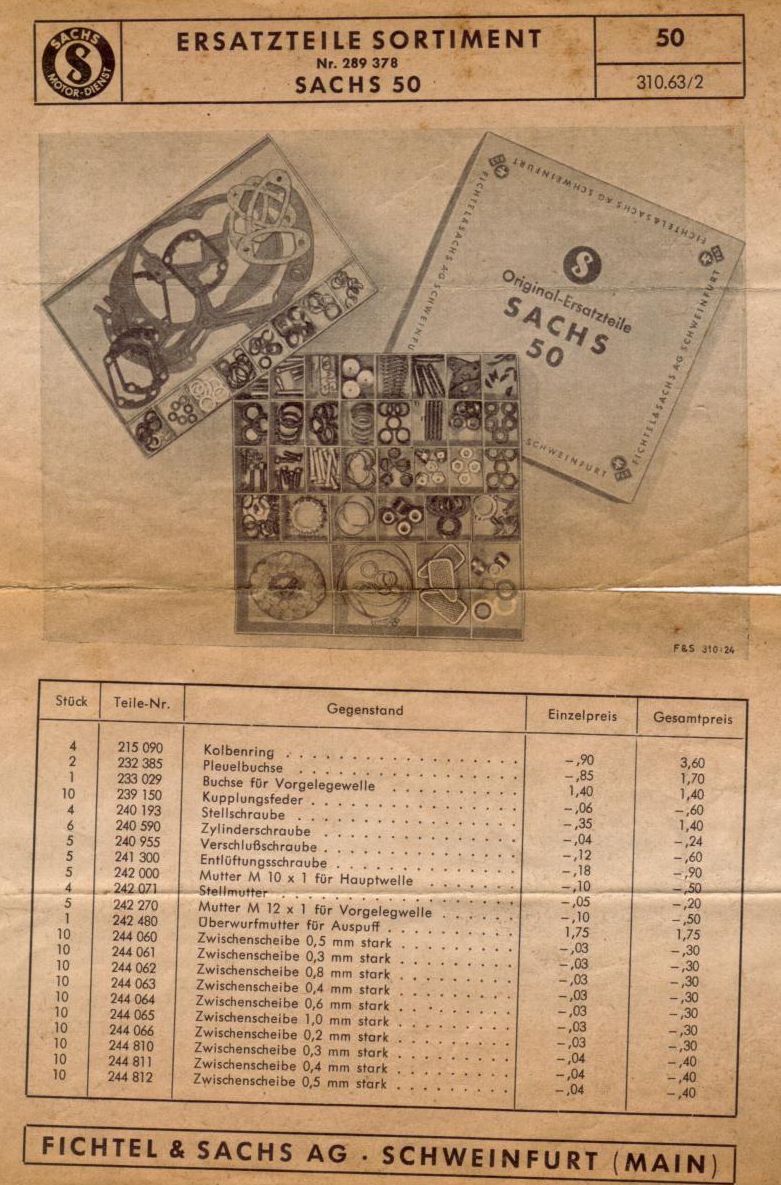 SACHS
S
MOTOR-DIENST
ERSATZTEILE SORTIMENT
Nr. 289 378
SACHS 50
50
310.63/2
FICHTEL&SACHS AG SCHWEINFURT
FICHTEL&SACHS AG SCHWEINFU
S
Original-Ersatzteile
SACHS
50
FICHTEL&SACHS AG SCHWEINFURT
SCHWEINFURT
F&S 310·24
Stück Teile-Nr. Gegenstand Einzelpreis Gesamtpreis
4 215 090 Kolbenring –,90 3,60
2 232 385 Pleuelbuchse –,85 1,70
1 233 029 Buchse für Vorgelegewelle 1,40 1,40
10 239 150 Kupplungsfeder –,06 –,60
4 240 193 Stellschraube –,35 1,40
6 240 590 Zylinderschraube –,04 –,24
5 240 955 Verschlußschraube –,12 –,60
5 241 300 Entlüftungsschraube –,18 –,90
5 242 000 Mutter M 10 x 1 für Hauptwelle –,10 –,50
4 242 071 Stellmutter –,05 –,20
5 242 270 Mutter M 12 x 1 für Vorgelegwelle –,10 –,50
1 242 480 Überwurfmutter für Auspuff 1,75 1,75
10 244 060 Zwischenscheibe 0,5 mm stark –,03 –,30
10 244 061 Zwischenscheibe 0,3 mm stark –,03 –,30
10 244 062 Zwischenscheibe 0,8 mm stark –,03 –,30
10 244 063 Zwischenscheibe 0,4 mm stark –,03 –,30
10 244 064 Zwischenscheibe 0,6 mm stark –,03 –,30
10 244 065 Zwischenscheibe 1,0 mm stark –,03 –,30
10 244 066 Zwischenscheibe 0,2 mm stark –,03 –,30
10 244 810 Zwischenscheibe 0,3 mm stark –,04 –,40
10 244 811 Zwischenscheibe 0,4 mm stark –,04 –,40
10 244 812 Zwischenscheibe 0,5 mm stark –,04 –,40
FICHTEL & SACHS AG · SCHWEINFURT (MAIN)